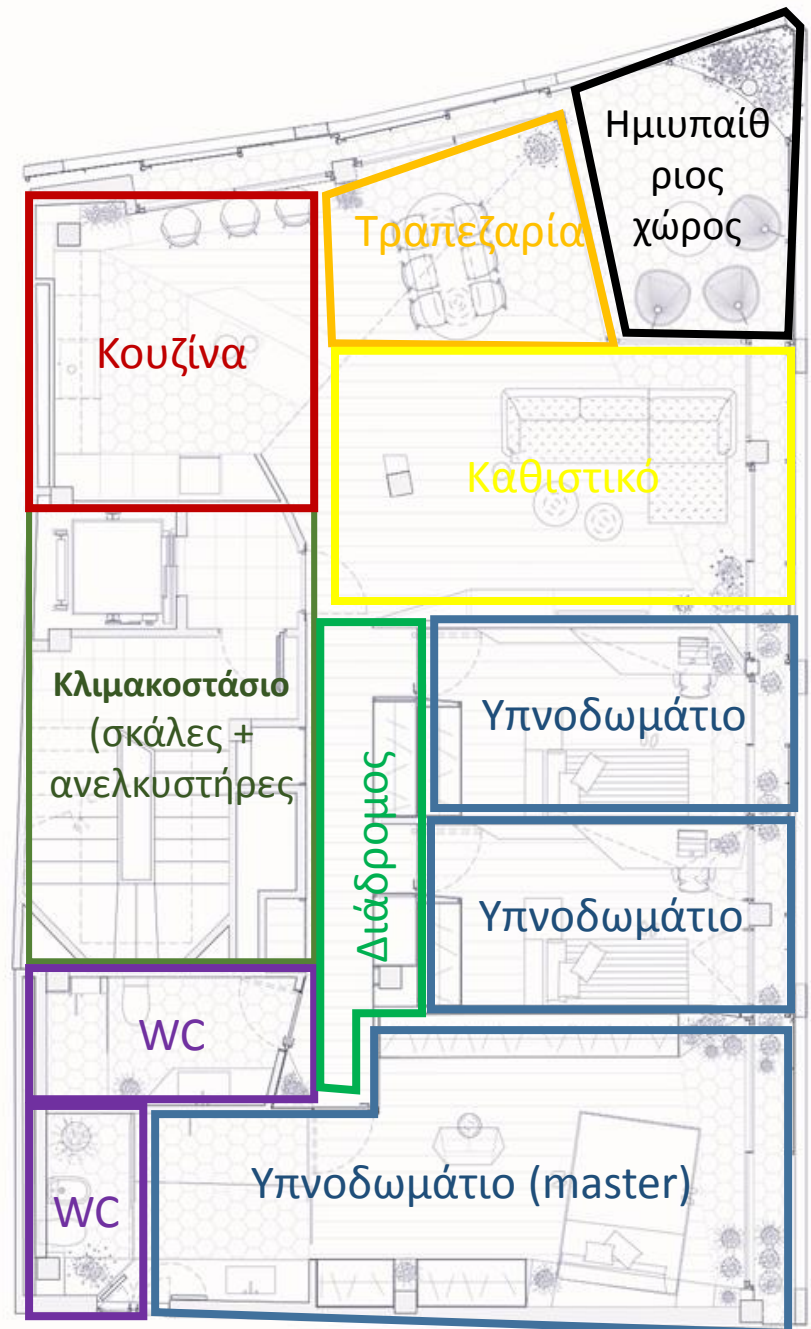 Ημιυπαίθ
ριος
χώρος
Τραπεζαρία
Κουζίνα
Καθιστικό
Κλιμακοστάσιο
(σκάλες +
ανελκυστήρες
Υπνοδωμάτιο
Διάδρομος
Υπνοδωμάτιο
WC
Υπνοδωμάτιο (master)
WC